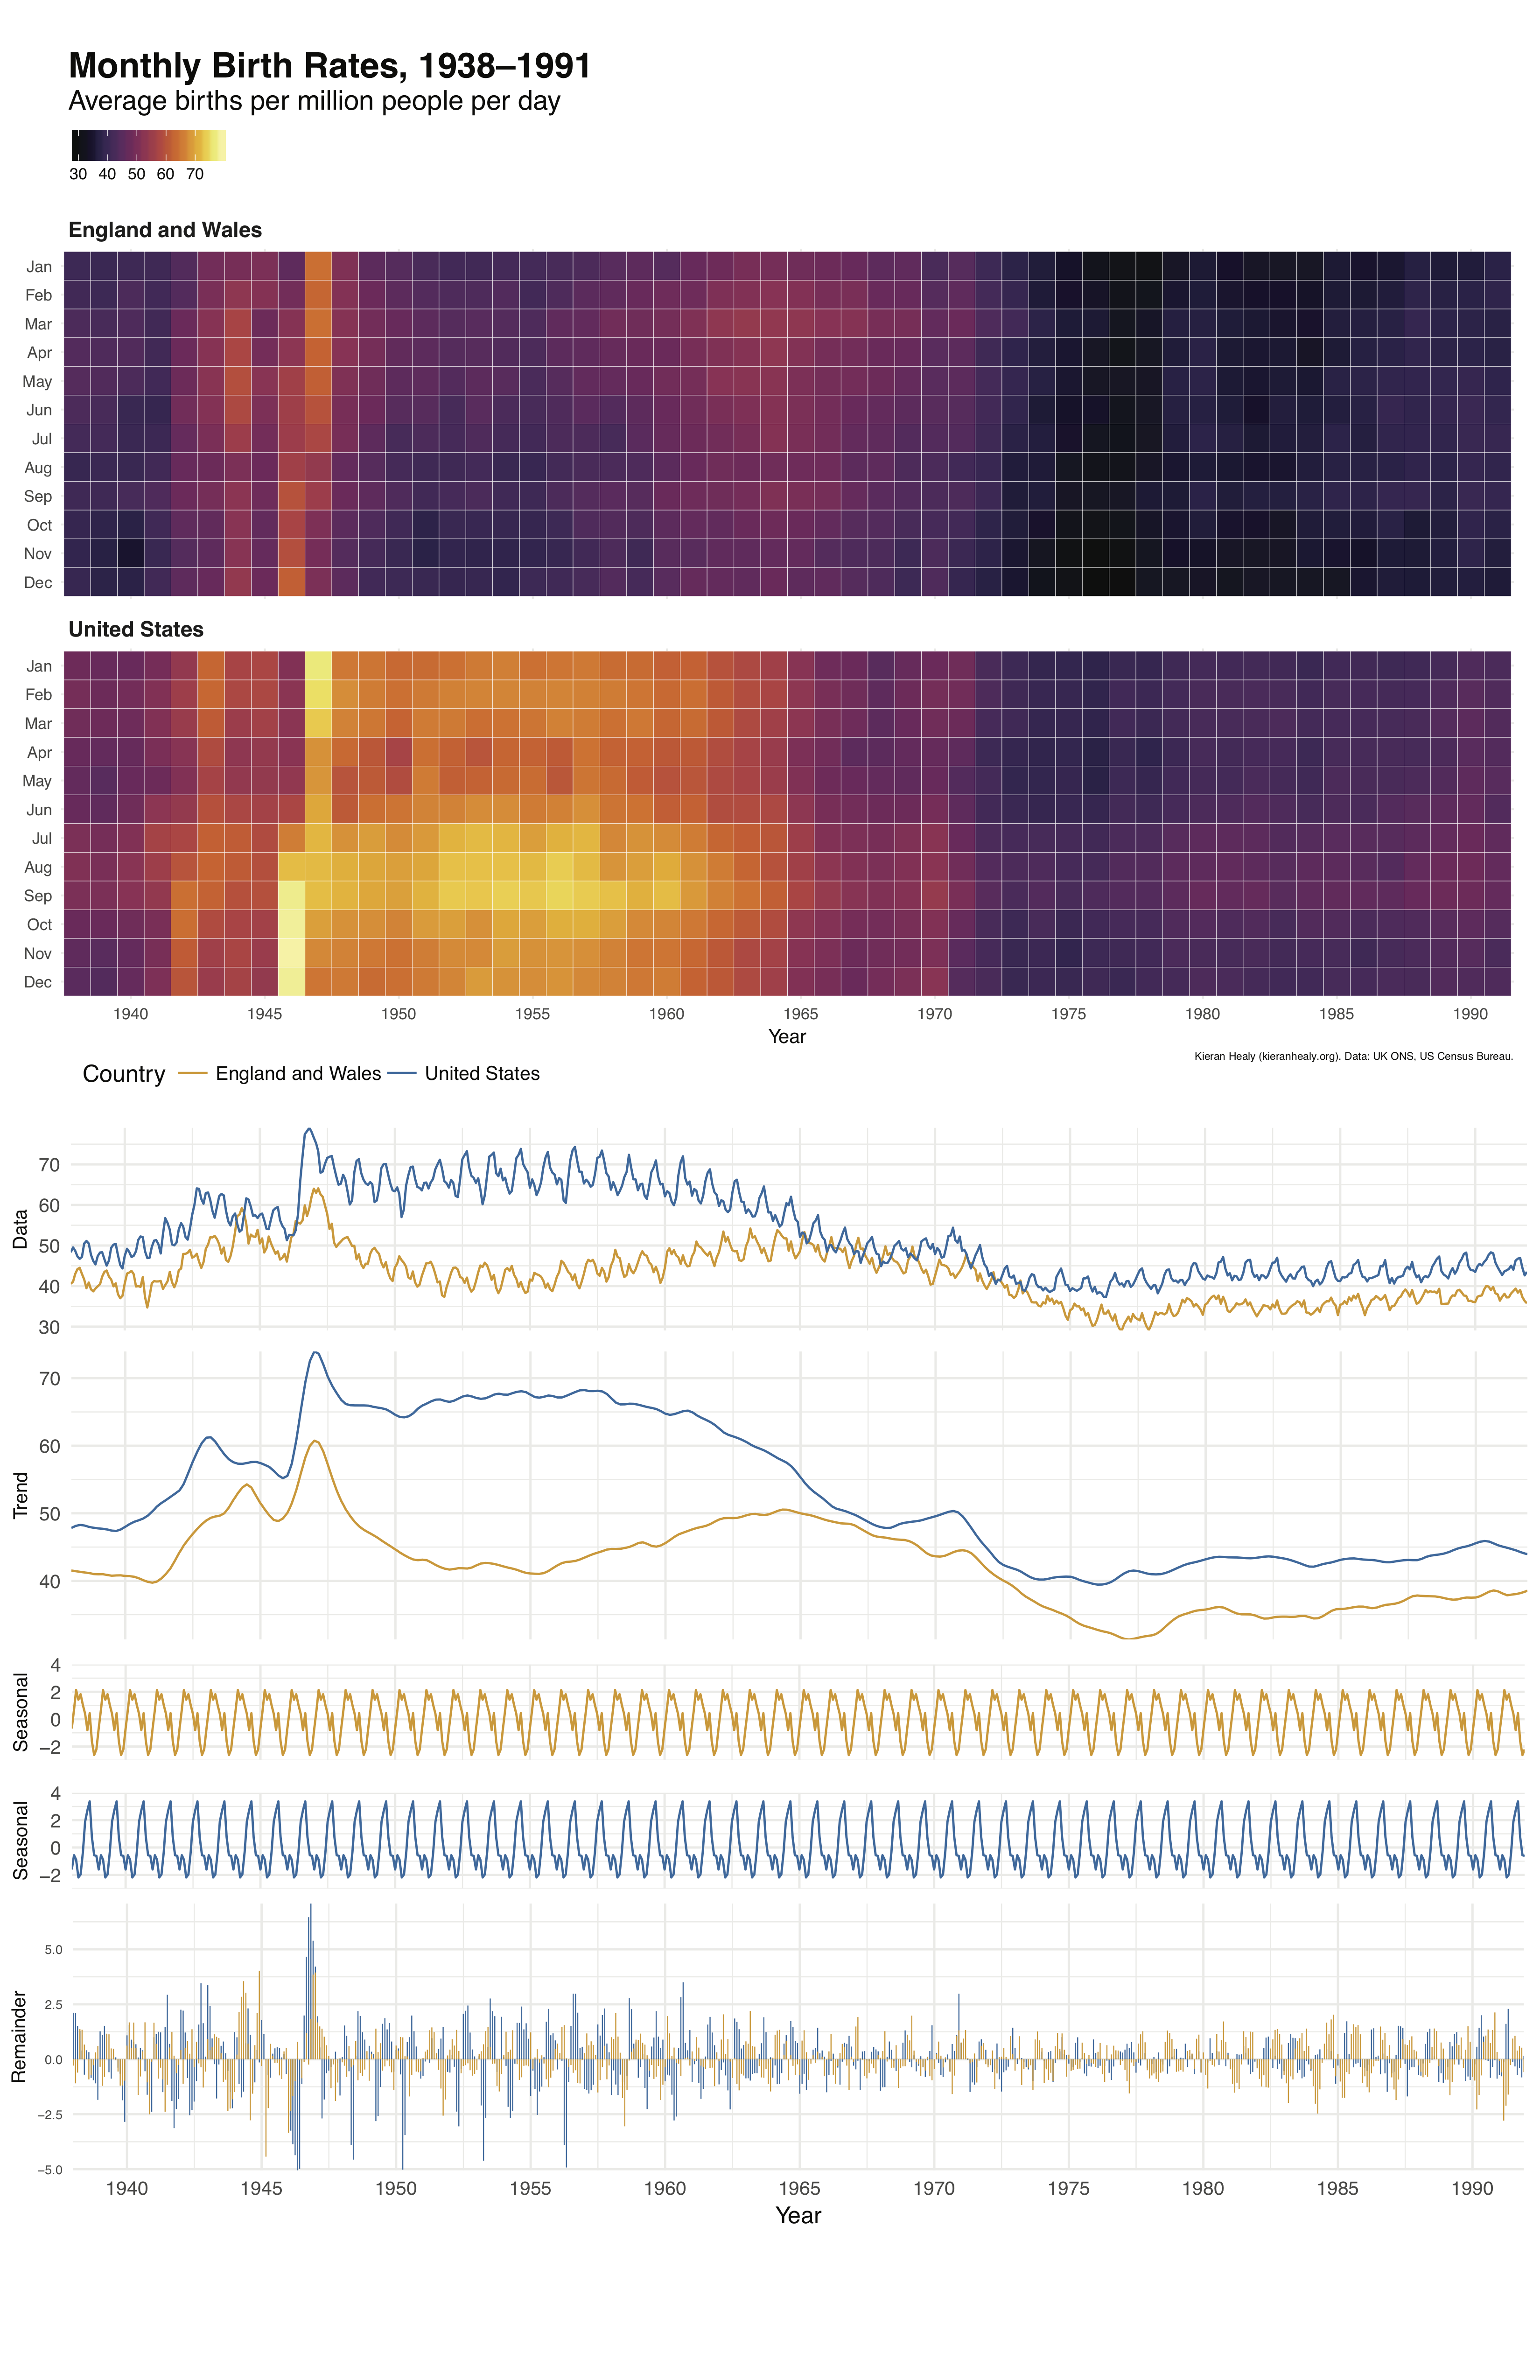 Monthly Birth Rates, 1938–1991
Average births per million people per day
30 40 50 60 70
England and Wales
Jan
Feb
Mar
Apr
May
Jun
Jul
Aug
Sep
Oct
Nov
Dec
United States
Jan
Feb
Mar
Apr
May
Jun
Jul
Aug
Sep
Oct
Nov
Dec
1940 1945 1950 1955 1960 1965 1970 1975 1980 1985 1990
Year
Kieran Healy (kieranhealy.org). Data: UK ONS, US Census Bureau.
Country England and Wales United States
Data
70
60
50
40
30
Trend
70
60
50
40
Seasonal
4
2
0
−2
Seasonal
4
2
0
−2
Remainder
5.0
2.5
0.0
−2.5
−5.0
1940 1945 1950 1955 1960 1965 1970 1975 1980 1985 1990
Year